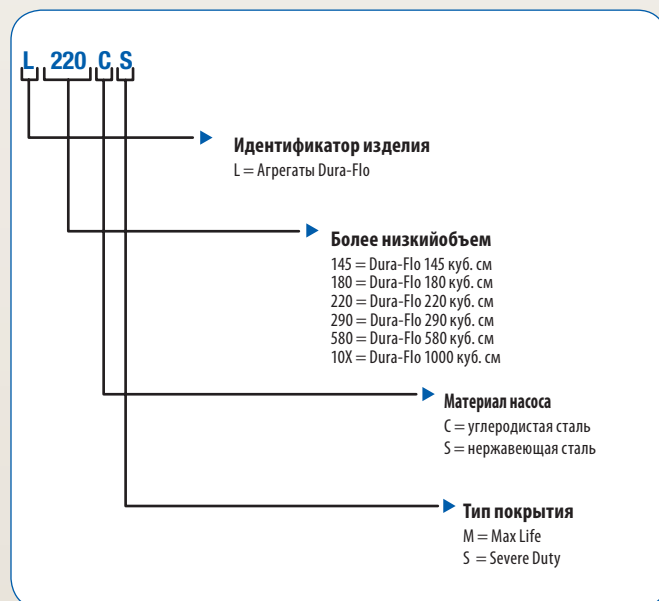 L 220 C S
Идентификатор изделия
L = Агрегаты Dura-Flo
Более низкийобъем
145 = Dura-Flo 145 куб. см
180 = Dura-Flo 180 куб. см
220 = Dura-Flo 220 куб. см
290 = Dura-Flo 290 куб. см
580 = Dura-Flo 580 куб. см
10X = Dura-Flo 1000 куб. см
Материал насоса
C = углеродистая сталь
S = нержавеющая сталь
Тип покрытия
M = Max Life
S = Severe Duty